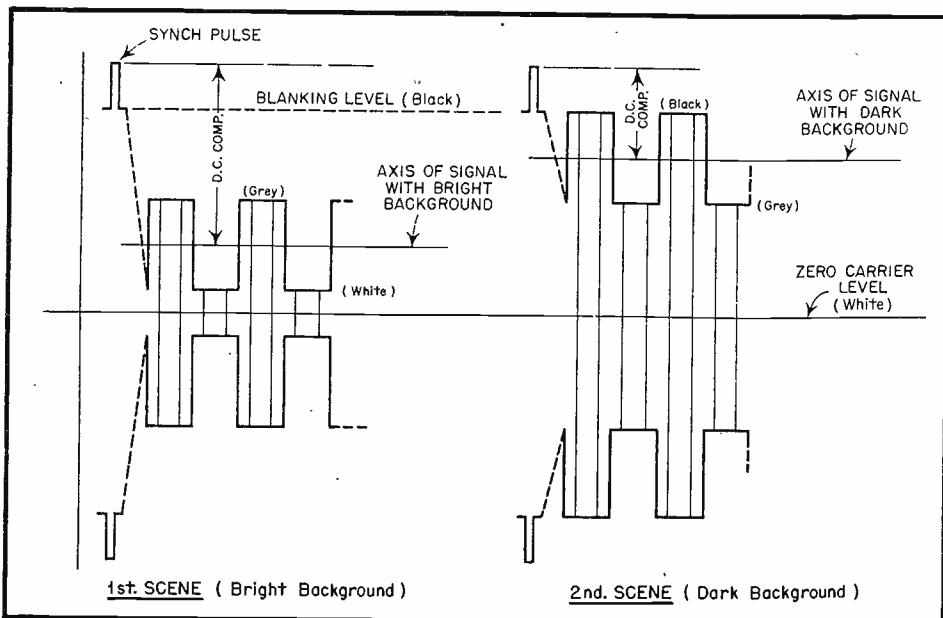 SYNCH PULSE
BLANKING LEVEL (Black)
D.C. COMP.
(Grey)
AXIS OF SIGNAL
WITH BRIGHT
BACKGROUND
(White)
1st. SCENE ( Bright Background )
D.C.
COMP.
(Black)
AXIS OF SIGNAL
WITH DARK
BACKGROUND
(Grey)
ZERO CARRIER
LEVEL
(White)
2nd. SCENE ( Dark Background )